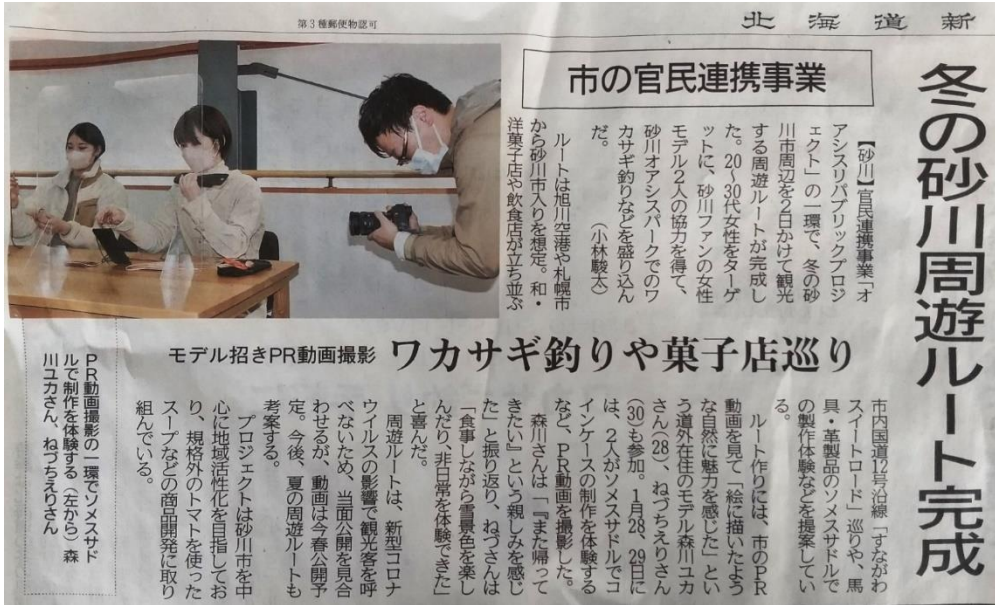 第3種郵便物認可
北海道新
冬の砂川周遊ルート完成
市の官民連携事業
モデル招きPR動画撮影
ワカサギ釣りや菓子店巡り
【砂川】官民連携事業「オ
アシスリパブリックプロジ
ェクト」の一環で、冬の砂
川市周辺を2日かけて観光
する周遊ルートが完成し
た。20〜30代女性をターゲ
ットに、砂川ファンの女性
モデル2人の協力を得て、
砂川オアシスパークでのワ
カサギ釣りなどを盛り込ん
だ。 (小林駿太)
ルートは旭川空港や札幌市
から砂川市入りを想定。和・
洋菓子店や飲食店が立ち並ぶ
市内国道12号沿線「すながわ
スイートロード」巡りや、馬
具・革製品のソメスサドルで
の製作体験などを提案してい
る。
ルート作りには、市のPR
動画を見て「絵に描いたよう
な自然に魅力を感じた」とい
う道外在住のモデル森川ユカ
さん(28)、ねづちえりさん
(30)も参加。1月28、29日に
は、2人がソメスサドルでコ
インケースの制作を体験する
など、PR動画を撮影した。
森川さんは「『また帰って
きたい』という親しみを感じ
た」と振り返り、ねづさんは
「食事しながら雪景色を楽し
んだり、非日常を体験できた」
と喜んだ。
周遊ルートは、新型コロナ
ウイルスの影響で観光客を呼
べないため、当面公開を見合
わせるが、動画は今春公開予
定。今後、夏の周遊ルートも
考案する。
プロジェクトは砂川市を中
心に地域活性化を目指してお
り、規格外のトマトを使った
スープなどの商品開発に取り
組んでいる。
PR動画撮影の一環でソメスサド
ルで制作を体験する(左から)森
川ユカさん、ねづちえりさん